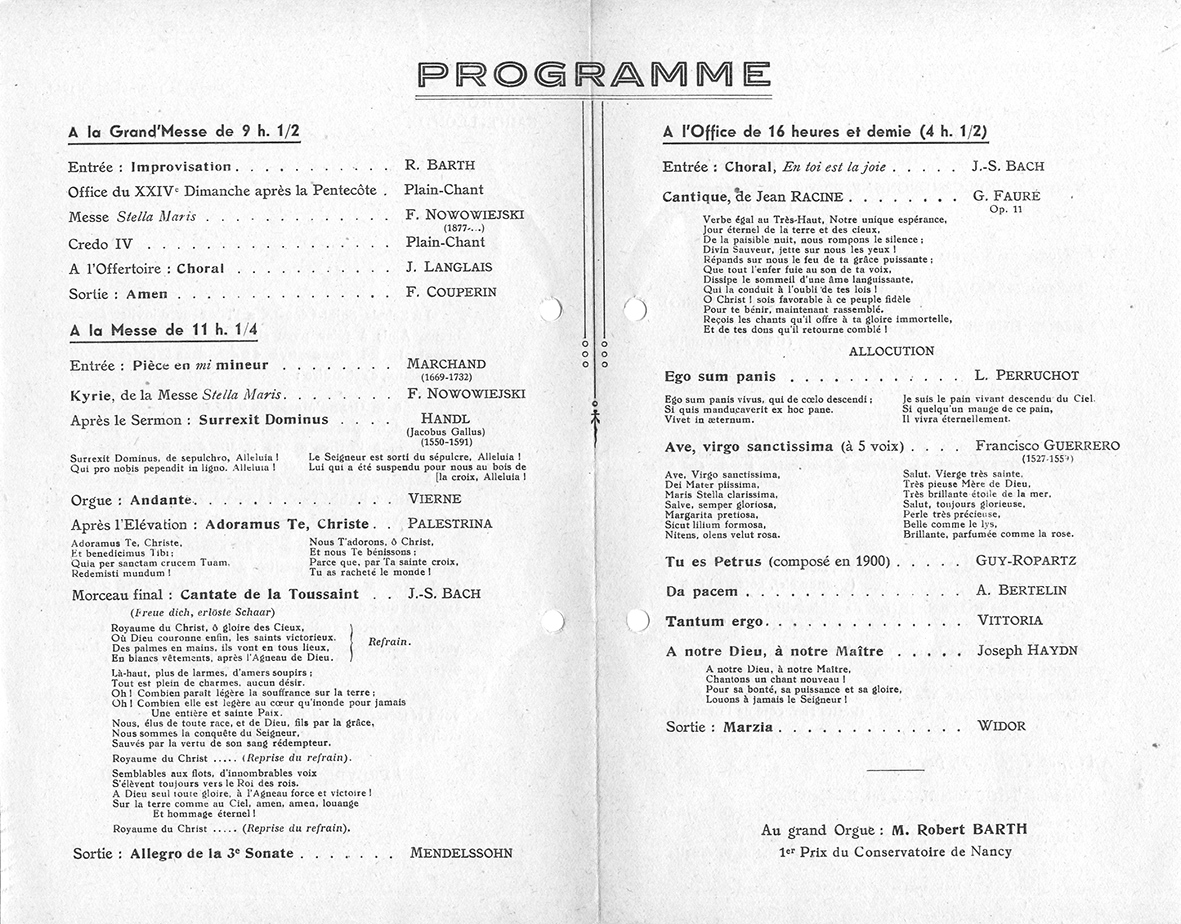 PROGRAMME
A la Grand'Messe de 9 h. 1/2
Entrée : Improvisation . . . . . . . . . . . R. BARTH
Office du XXIVe Dimanche après la Pentecôte . Plain-Chant
Messe Stella Maris . . . . . . . . . . . . . F. NOWOWIEJSKI
(1877-...)
Credo IV . . . . . . . . . . . . . . . . . Plain-Chant
A l'Offertoire : Choral . . . . . . . . . . . J. LANGLAIS
Sortie : Amen . . . . . . . . . . . . . . . F. COUPERIN
A la Messe de 11 h. 1/4
Entrée : Pièce en mi mineur . . . . . . . . MARCHAND
(1669-1732)
Kyrie, de la Messe Stella Maris. . . . . . . . F. NOWOWIEJSKI
Après le Sermon : Surrexit Dominus . . . . HANDL
(Jacobus Gallus)
(1550-1591)
Surrexit Dominus, de sepulchro, Alleluia ! Le Seigneur est sorti du sépulcre, Alleluia !
Qui pro nobis pependit in ligno. Alleluia ! Lui qui a été suspendu pour nous au bois de
[la croix, Alleluia !
Orgue : Andante. . . . . . . . . . . . . . VIERNE
Après l'Elévation : Adoramus Te, Christe . . PALESTRINA
Adoramus Te, Christe, Nous T'adorons, ô Christ,
Et benedicimus Tibi; Et nous Te bénissons ;
Quia per sanctam crucem Tuam. Parce que, par Ta sainte croix,
Redemisti mundum ! Tu as racheté le monde !
Morceau final : Cantate de la Toussaint . . J.-S. BACH
(Freue dich, erlöste Schaar)
Royaume du Christ, ô gloire des Cieux,
Où Dieu couronne enfin, les saints victorieux.
Des palmes en mains, ils vont en tous lieux,
En blancs vêtements, après l'Agneau de Dieu.
Refrain.
Là-haut, plus de larmes, d'amers soupirs ;
Tout est plein de charmes, aucun désir.
Oh ! Combien paraît légère la souffrance sur la terre ;
Oh ! Combien elle est legère au cœur qu'inonde pour jamais
Une entière et sainte Paix.
Nous, élus de toute race, et de Dieu, fils par la grâce,
Nous sommes la conquête du Seigneur,
Sauvés par la vertu de son sang rédempteur.
Royaume du Christ ..... (Reprise du refrain).
Semblables aux flots, d'innombrables voix
S'élèvent toujours vers le Roi des rois.
A Dieu seul toute gloire, à l'Agneau force et victoire !
Sur la terre comme au Ciel, amen, amen, louange
Et hommage éternel !
Royaume du Christ ..... (Reprise du refrain).
Sortie : Allegro de la 3e Sonate . . . . . . . MENDELSSOHN
A l'Office de 16 heures et demie (4 h. 1/2)
Entrée : Choral, En toi est la joie . . . . . J.-S. BACH
Cantique, de Jean RACINE . . . . . . . . G. FAURÉ
Op. 11
Verbe égal au Très-Haut, Notre unique espérance,
Jour éternel de la terre et des cieux,
De la paisible nuit, nous rompons le silence ;
Divin Sauveur, jette sur nous les yeux !
Répands sur nous le feu de ta grâce puissante ;
Que tout l'enfer fuie au son de ta voix,
Dissipe le sommeil d'une âme languissante,
Qui la conduit à l'oubli de tes lois !
O Christ ! sois favorable à ce peuple fidèle
Pour te bénir, maintenant rassemblé.
Reçois les chants qu'il offre à ta gloire immortelle,
Et de tes dons qu'il retourne comblé !
ALLOCUTION
Ego sum panis . . . . . . . . . . . . L. PERRUCHOT
Ego sum panis vivus, qui de cœlo descendi ; Je suis le pain vivant descendu du Ciel.
Si quis manducaverit ex hoc pane. Si quelqu'un mange de ce pain,
Vivet in æternum. Il vivra éternellement.
Ave, virgo sanctissima (à 5 voix) . . . . Francisco GUERRERO
Ave, Virgo sanctissima, Salut, Vierge très sainte,
Dei Mater piissima, Très pieuse Mère de Dieu,
Maris Stella clarissima, Très brillante étoile de la mer,
Salve, semper gloriosa, Salut, toujours glorieuse,
Margarita pretiosa, Perle très précieuse,
Sicut lilium formosa, Belle comme le lys,
Nitens, olens velut rosa. Brillante, parfumée comme la rose.
Tu es Petrus (composé en 1900) . . . . . GUY-ROPARTZ
Da pacem . . . . . . . . . . . . . . . A. BERTELIN
Tantum ergo. . . . . . . . . . . . . . VITTORIA
A notre Dieu, à notre Maître . . . . . Joseph HAYDN
A notre Dieu, à notre Maître,
Chantons un chant nouveau !
Pour sa bonté, sa puissance et sa gloire,
Louons à jamais le Seigneur !
Sortie : Marzia . . . . . . . . . . . . . WIDOR
Au grand Orgue : M. Robert BARTH
1er Prix du Conservatoire de Nancy